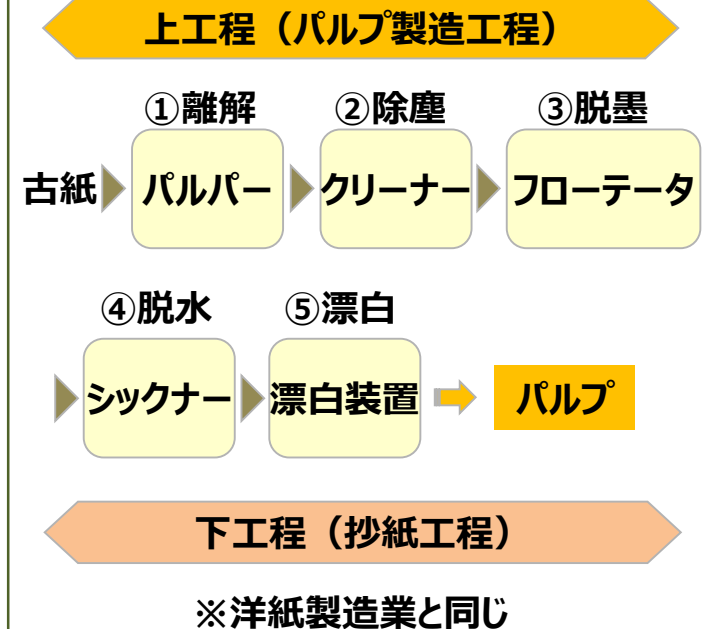 上工程（パルプ製造工程）
①離解 ②除塵 ③脱墨
古紙 パルパー クリーナー フローテータ
④脱水 ⑤漂白
シックナー 漂白装置 パルプ
下工程（抄紙工程）
※洋紙製造業と同じ